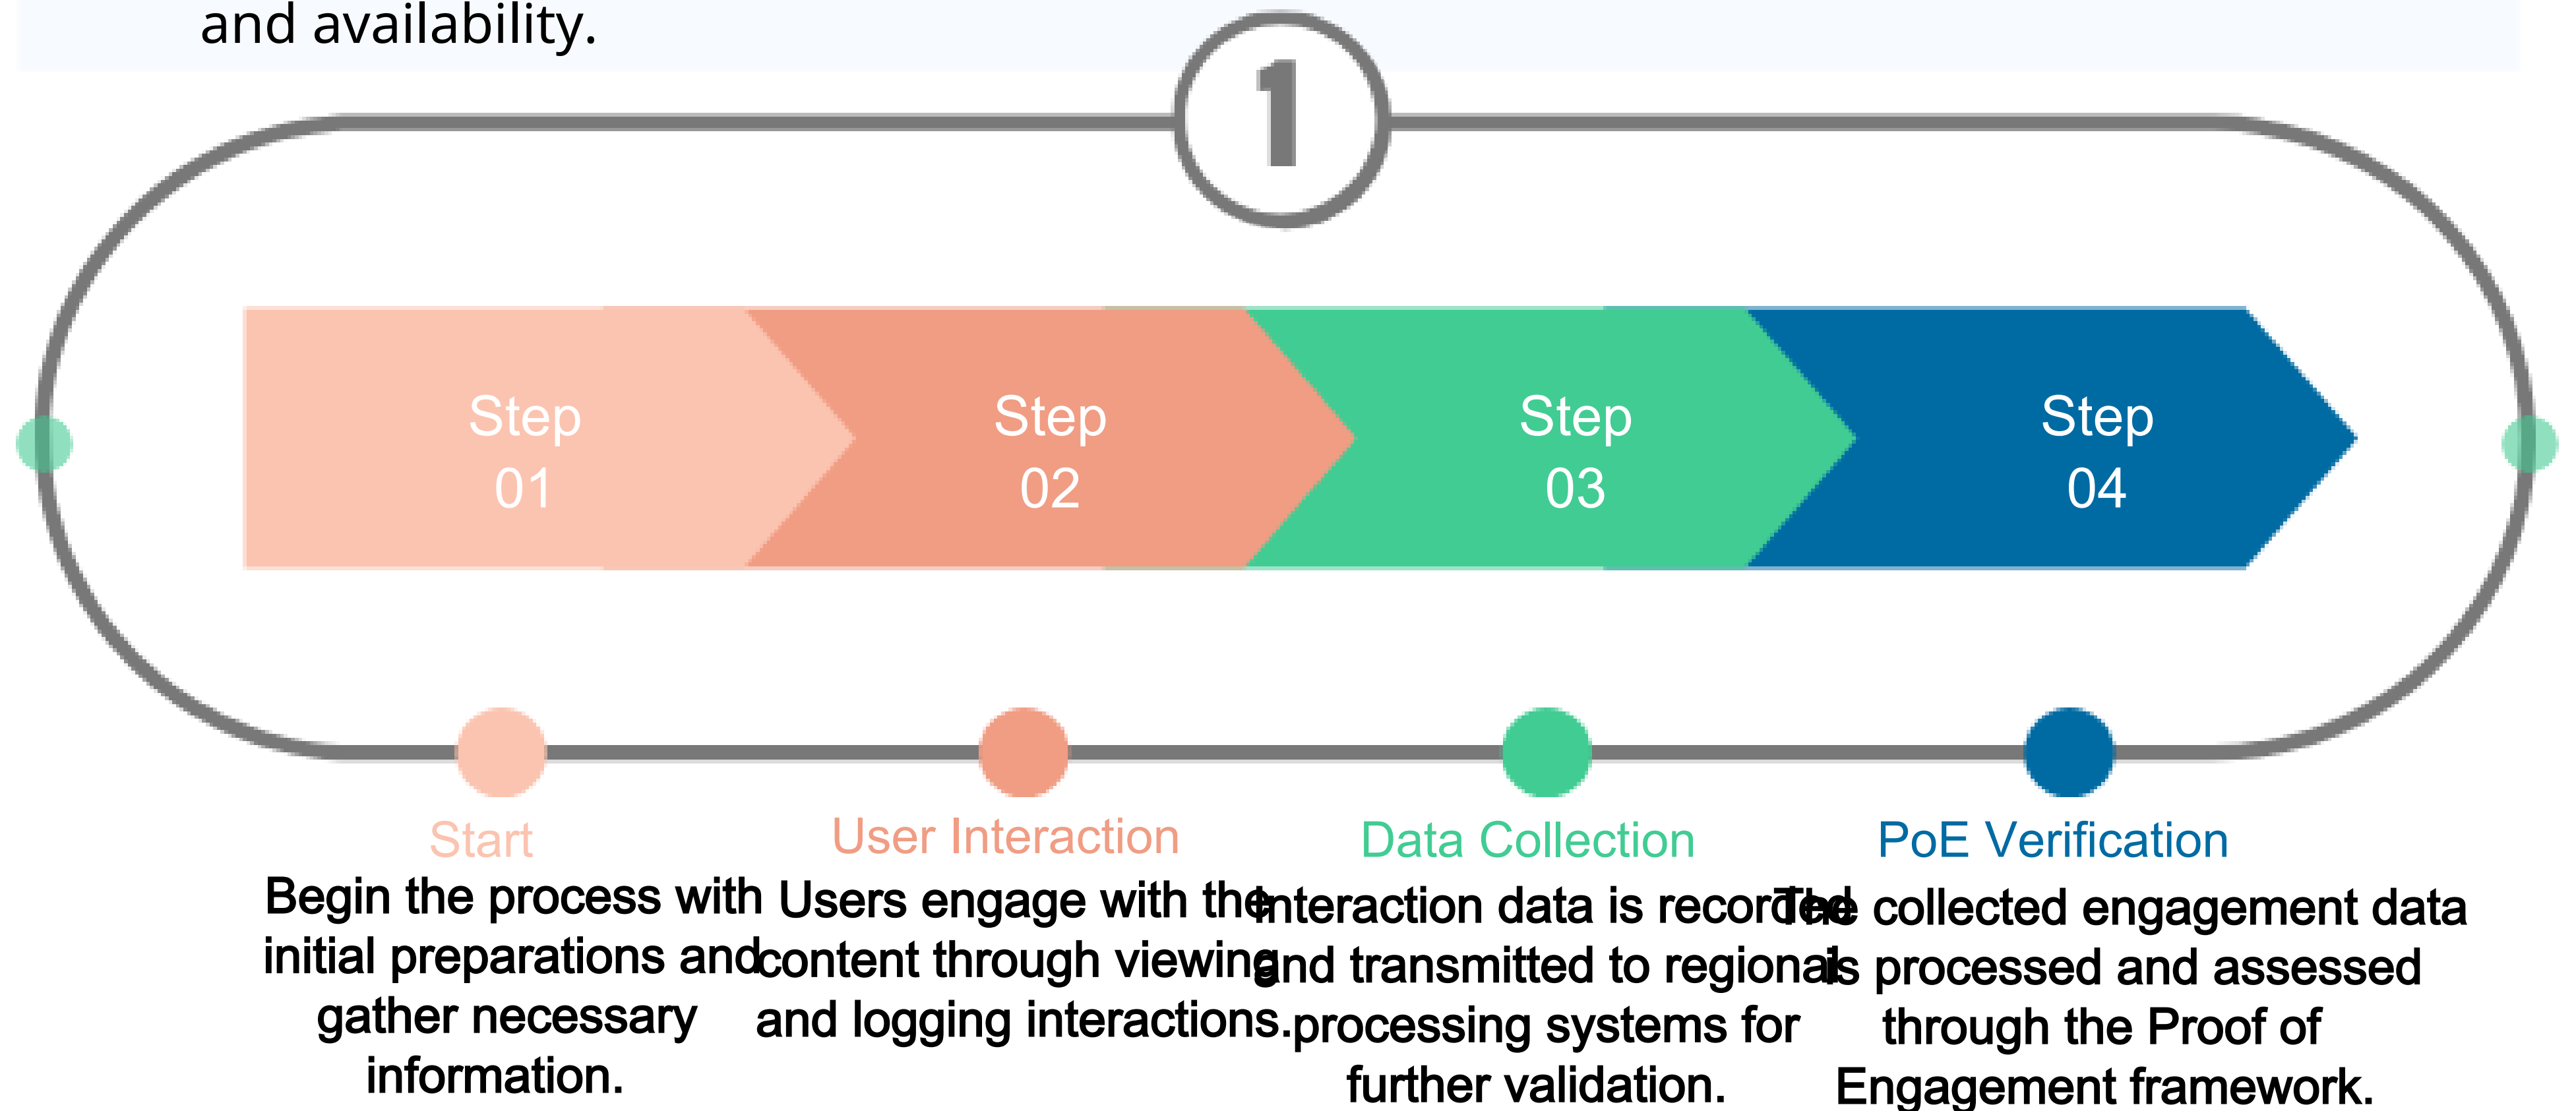 and availability.
1
Step
01
Step
02
Step
03
Step
04
Start
Begin the process with
initial preparations and
gather necessary
information.
User Interaction
Users engage with the
content through viewing
and logging interactions.
Data Collection
Interaction data is recorded
and transmitted to regional
processing systems for
further validation.
PoE Verification
The collected engagement data
is processed and assessed
through the Proof of
Engagement framework.